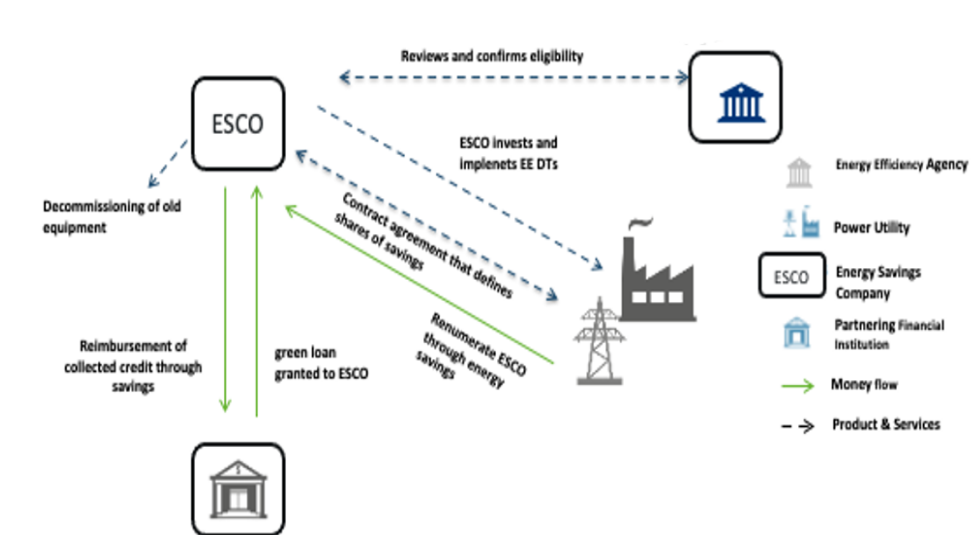 Reviews and confirms eligibility
ESCO
ESCO invests and
implenets EE DTs
Energy Efficiency Agency
Decommissioning of old
equipment
Contract agreement that defines
shares of savings
Power Utility
ESCO
Energy Savings
Company
Partnering Financial
Institution
Reimbursement of
collected credit through
savings
green loan
granted to ESCO
Renumerate ESCO
through energy
savings
Money flow
Product & Services